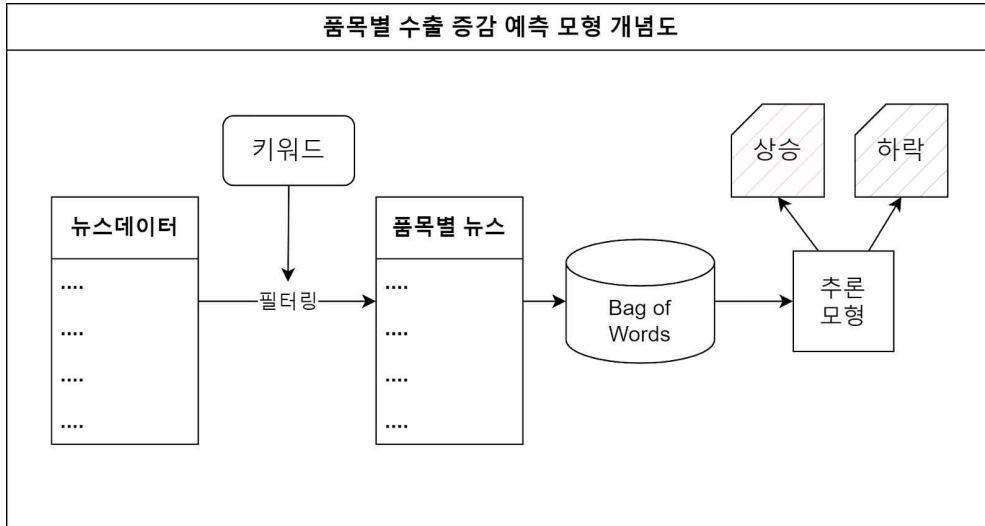 품목별 수출 증감 예측 모형 개념도
키워드
상승
하락
뉴스데이터
....
....
....
....
필터링
품목별 뉴스
....
....
....
....
Bag of
Words
추론
모형